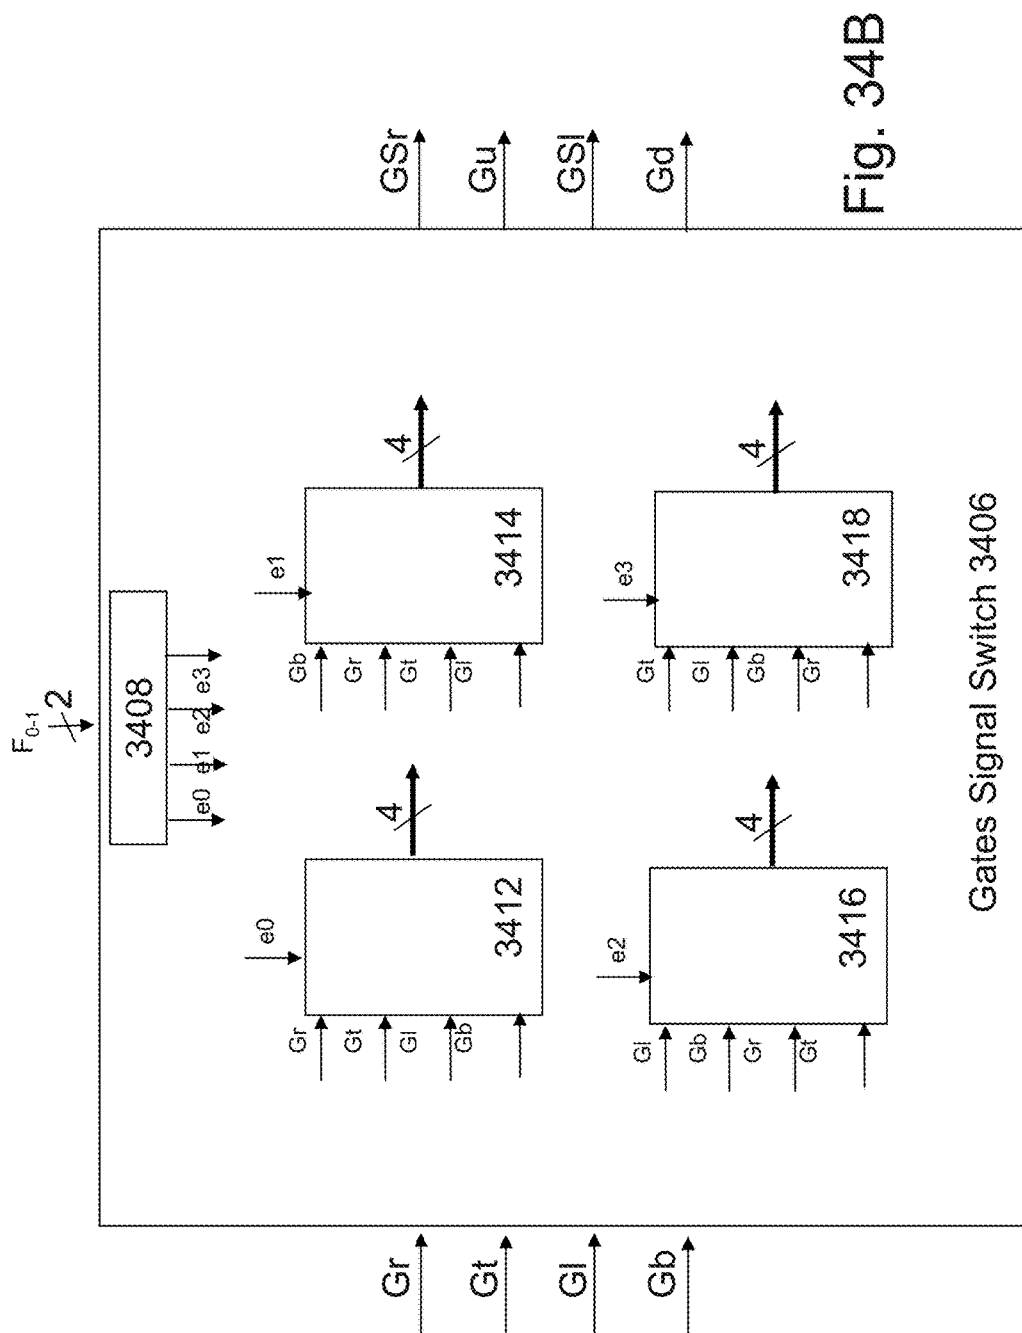 F₀₋₁
2
3408
e0
e1
e2
e3
Gr
Gt
Gl
Gb
e0
Gr
Gt
Gl
Gb
3412
4
e1
Gb
Gr
Gt
Gl
3414
4
e2
Gl
Gb
Gr
Gt
3416
4
e3
Gt
Gl
Gb
Gr
3418
4
GSr
Gu
GSl
Gd
Gates Signal Switch 3406
Fig. 34B